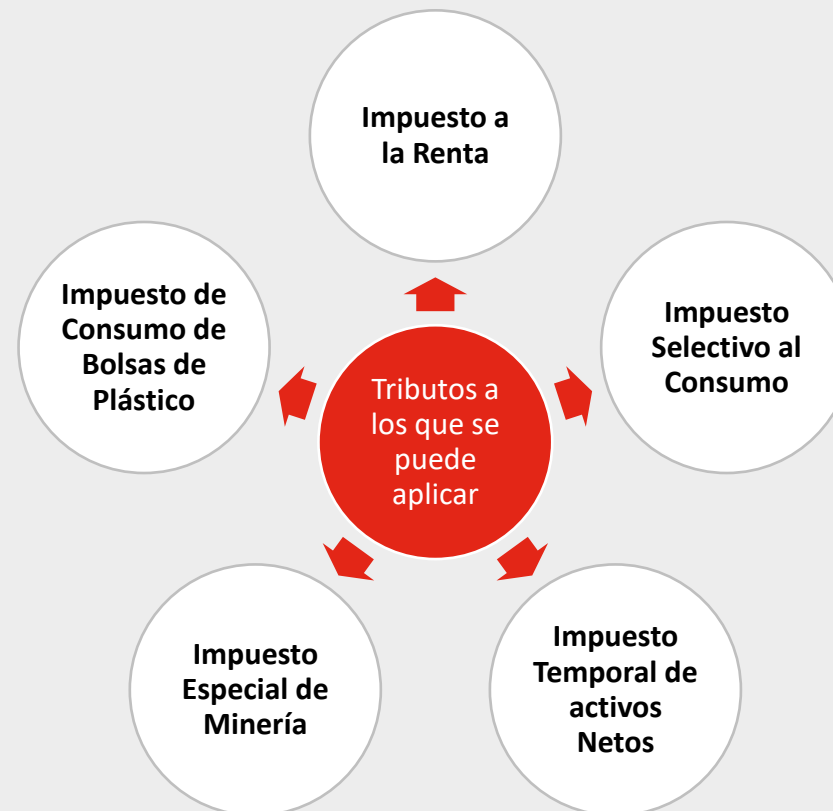 Impuesto a
la Renta
Impuesto de
Consumo de
Bolsas de
Plástico
Impuesto
Selectivo al
Consumo
Tributos a
los que se
puede
aplicar
Impuesto
Especial de
Minería
Impuesto
Temporal de
activos
Netos